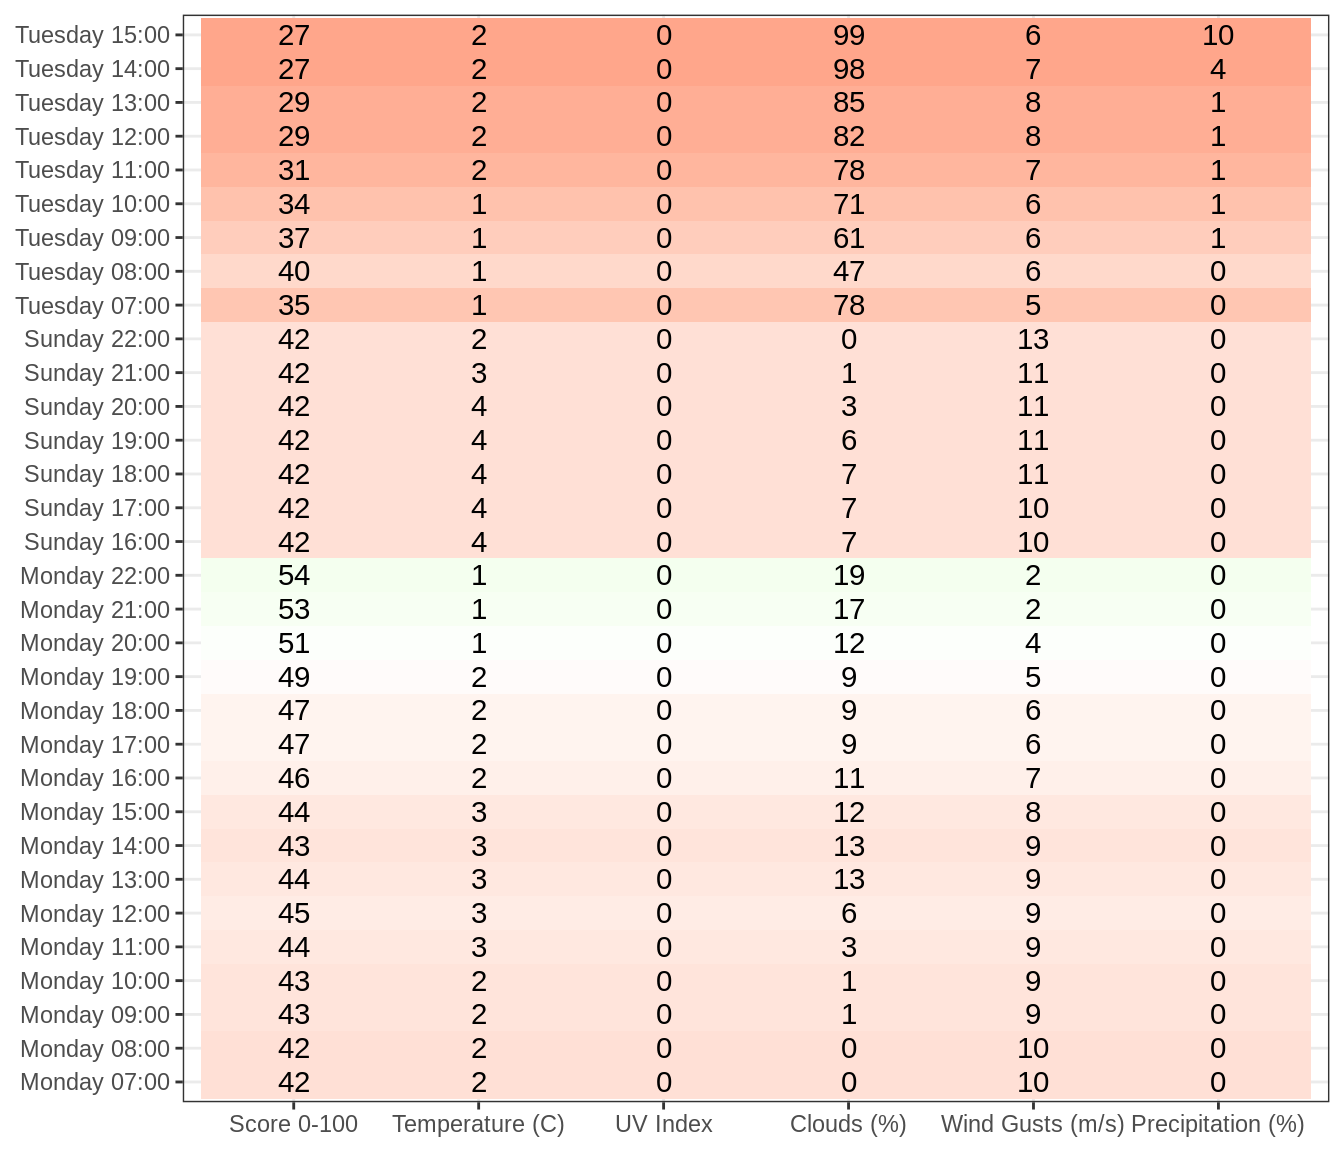 Tuesday 15:00 27 2 0 99 6 10
Tuesday 14:00 27 2 0 98 7 4
Tuesday 13:00 29 2 0 85 8 1
Tuesday 12:00 29 2 0 82 8 1
Tuesday 11:00 31 2 0 78 7 1
Tuesday 10:00 34 1 0 71 6 1
Tuesday 09:00 37 1 0 61 6 1
Tuesday 08:00 40 1 0 47 6 0
Tuesday 07:00 35 1 0 78 5 0
Sunday 22:00 42 2 0 0 13 0
Sunday 21:00 42 3 0 1 11 0
Sunday 20:00 42 4 0 3 11 0
Sunday 19:00 42 4 0 6 11 0
Sunday 18:00 42 4 0 7 11 0
Sunday 17:00 42 4 0 7 10 0
Sunday 16:00 42 4 0 7 10 0
Monday 22:00 54 1 0 19 2 0
Monday 21:00 53 1 0 17 2 0
Monday 20:00 51 1 0 12 4 0
Monday 19:00 49 2 0 9 5 0
Monday 18:00 47 2 0 9 6 0
Monday 17:00 47 2 0 9 6 0
Monday 16:00 46 2 0 11 7 0
Monday 15:00 44 3 0 12 8 0
Monday 14:00 43 3 0 13 9 0
Monday 13:00 44 3 0 13 9 0
Monday 12:00 45 3 0 6 9 0
Monday 11:00 44 3 0 3 9 0
Monday 10:00 43 2 0 1 9 0
Monday 09:00 43 2 0 1 9 0
Monday 08:00 42 2 0 0 10 0
Monday 07:00 42 2 0 0 10 0
Score 0-100 Temperature (C) UV Index Clouds (%) Wind Gusts (m/s) Precipitation (%)